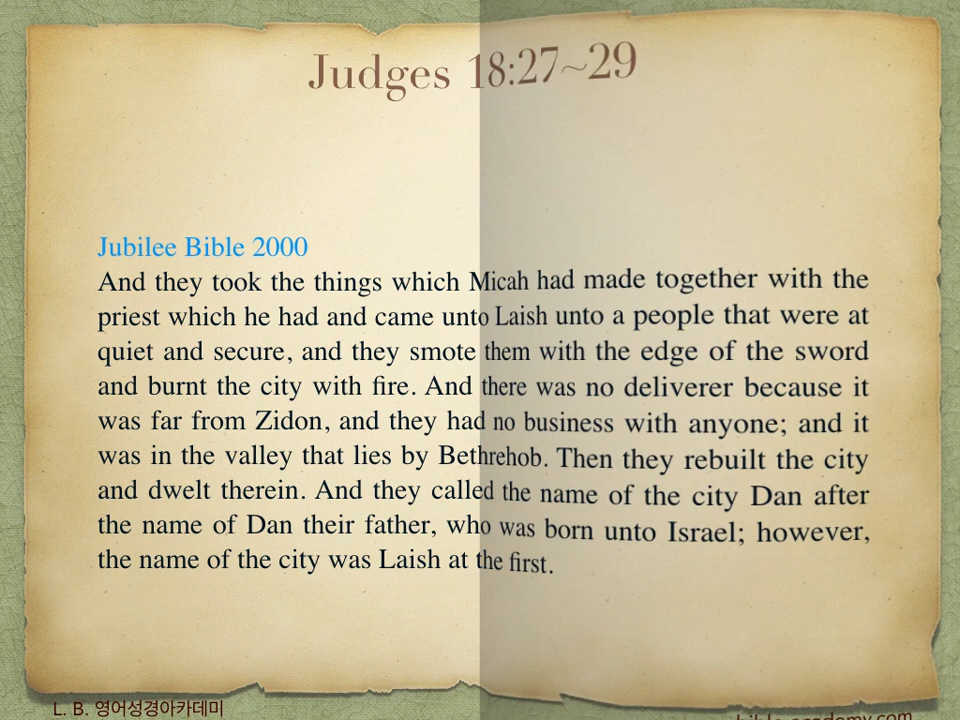 Judges 18:27~29
Jubilee Bible 2000
And they took the things which Micah had made together with the
priest which he had and came unto Laish unto a people that were at
quiet and secure, and they smote them with the edge of the sword
and burnt the city with fire. And there was no deliverer because it
was far from Zidon, and they had no business with anyone; and it
was in the valley that lies by Bethrehob. Then they rebuilt the city
and dwelt therein. And they called the name of the city Dan after
the name of Dan their father, who was born unto Israel; however,
the name of the city was Laish at the first.
L. B. 영어성경아카데미
bible-academy.com